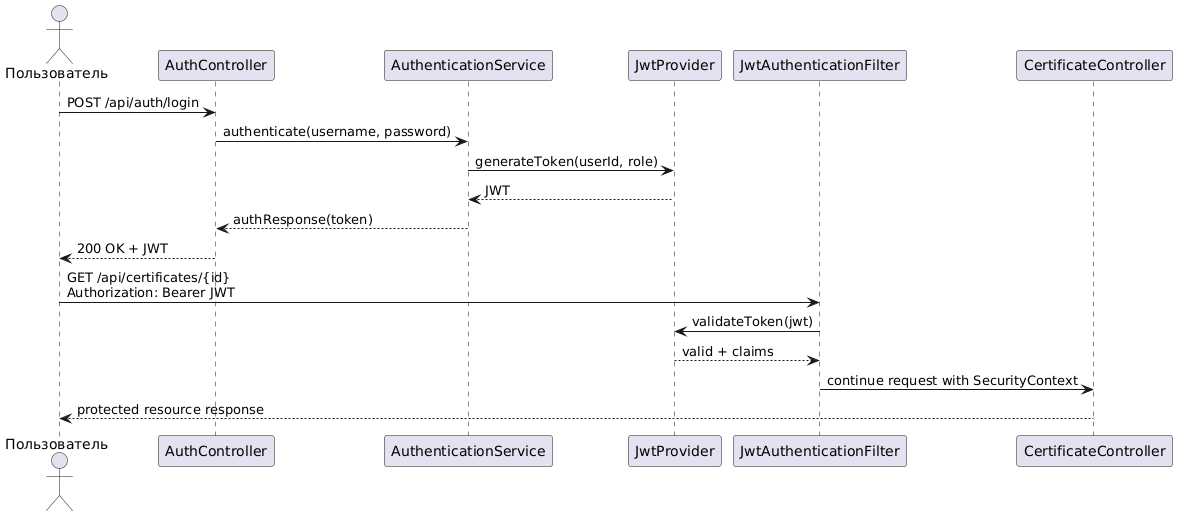 Пользователь
AuthController
AuthenticationService
JwtProvider
JwtAuthenticationFilter
CertificateController
POST /api/auth/login
authenticate(username, password)
generateToken(userId, role)
JWT
authResponse(token)
200 OK + JWT
GET /api/certificates/{id}
Authorization: Bearer JWT
validateToken(jwt)
valid + claims
continue request with SecurityContext
protected resource response
Пользователь
AuthController
AuthenticationService
JwtProvider
JwtAuthenticationFilter
CertificateController